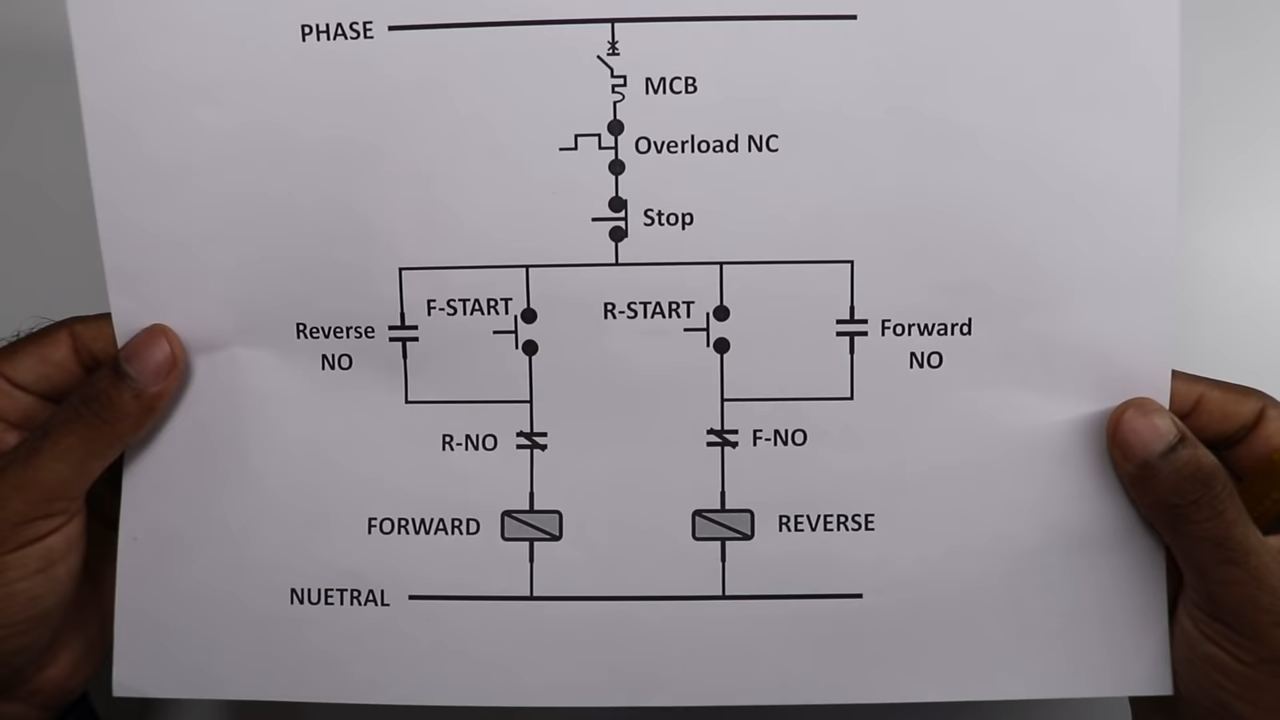 PHASE
MCB
Overload NC
Stop
F-START
R-START
Reverse
NO
Forward
NO
R-NO
F-NO
FORWARD
REVERSE
NUETRAL